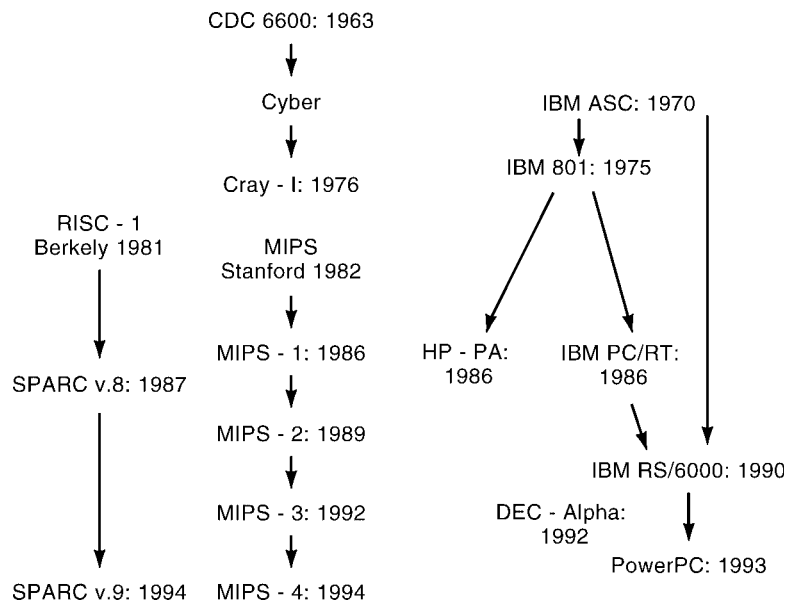 CDC 6600: 1963
Cyber
IBM ASC: 1970
IBM 801: 1975
Cray - I: 1976
RISC - 1
Berkely 1981
MIPS
Stanford 1982
MIPS - 1: 1986
HP - PA:
1986
IBM PC/RT:
1986
SPARC v.8: 1987
MIPS - 2: 1989
IBM RS/6000: 1990
MIPS - 3: 1992
DEC - Alpha:
1992
PowerPC: 1993
SPARC v.9: 1994
MIPS - 4: 1994